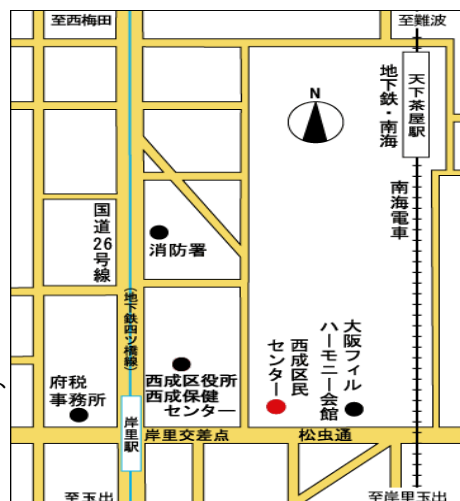 至西梅田
至難波
天下茶屋駅
地下鉄・南海
N
南海電車
国道26号線
消防署
(地下鉄四ツ橋線)
大阪フィル
ハーモニー会館
西成区民
センター
西成区役所
西成保健
センター
府税
事務所
岸里駅
岸里交差点
松虫通
至玉出
至岸里玉出